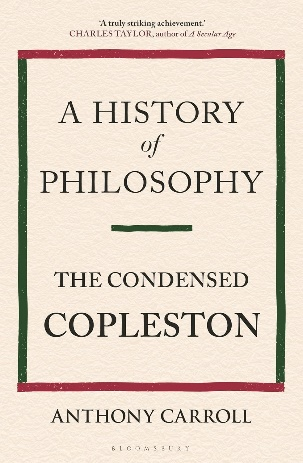 'A truly striking achievement.'
CHARLES TAYLOR, author of A Secular Age
A HISTORY
of
PHILOSOPHY
THE CONDENSED
COPLESTON
ANTHONY CARROLL
BLOOMSBURY